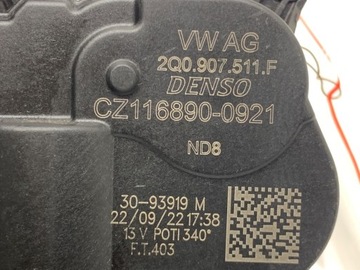 VW AG
2Q0.907.511.F
DENSO
CZ116890-0921
ND8
30-93919 M
22/09/22 17:38
13 V POTI 340°
F.T.403